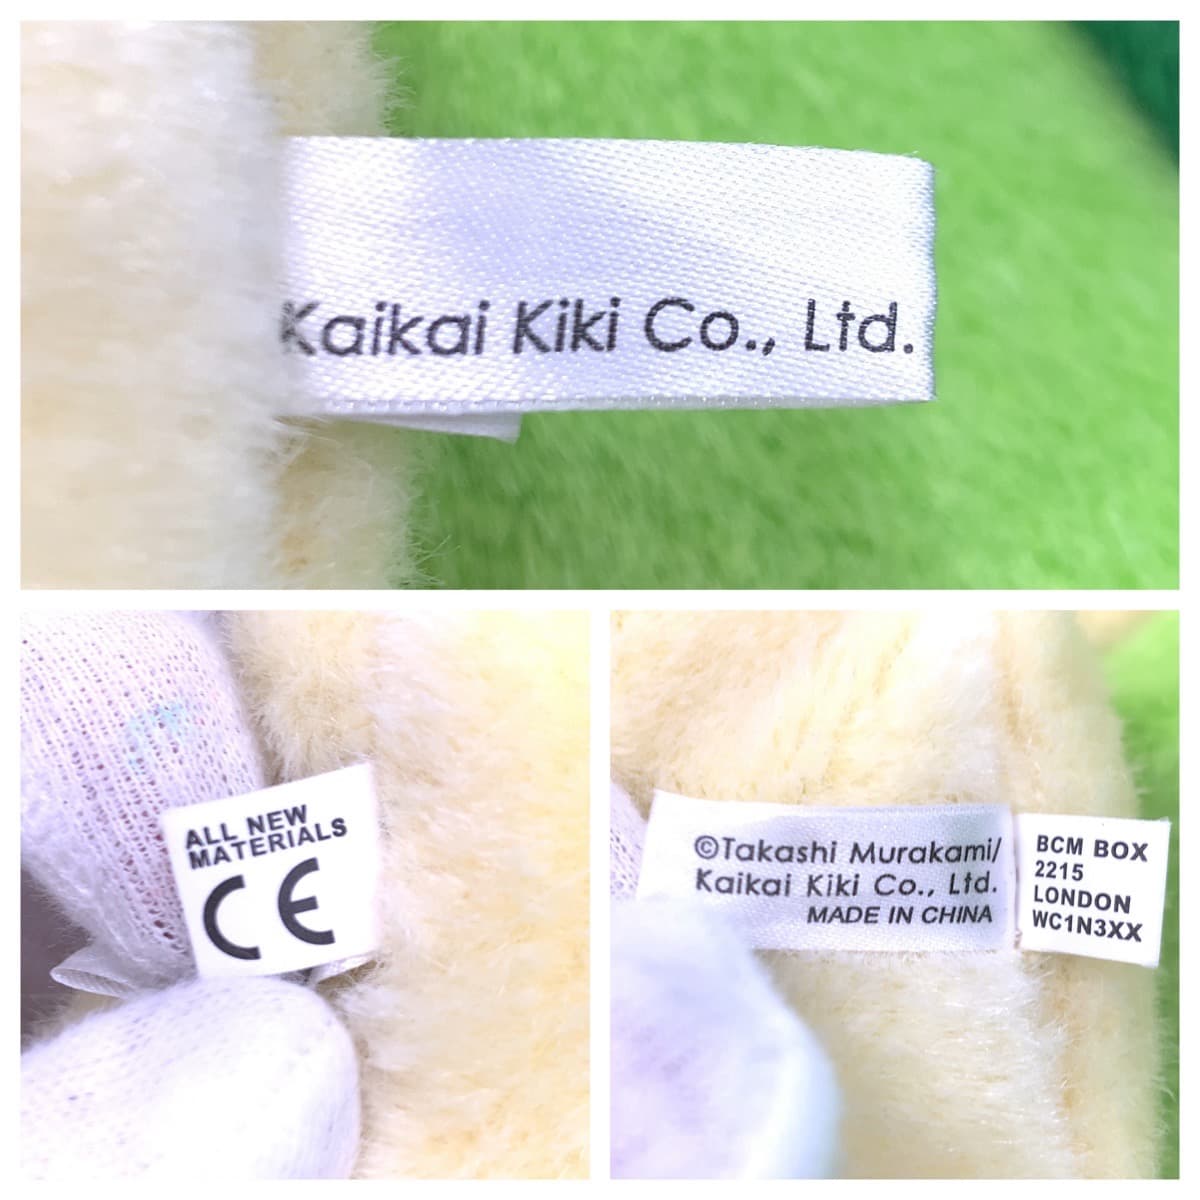 Kaikai Kiki Co., Ltd.
ALL NEW
MATERIALS
CE
©Takashi Murakami/
Kaikai Kiki Co., Ltd.
MADE IN CHINA
BCM BOX
2215
LONDON
WC1N3XX